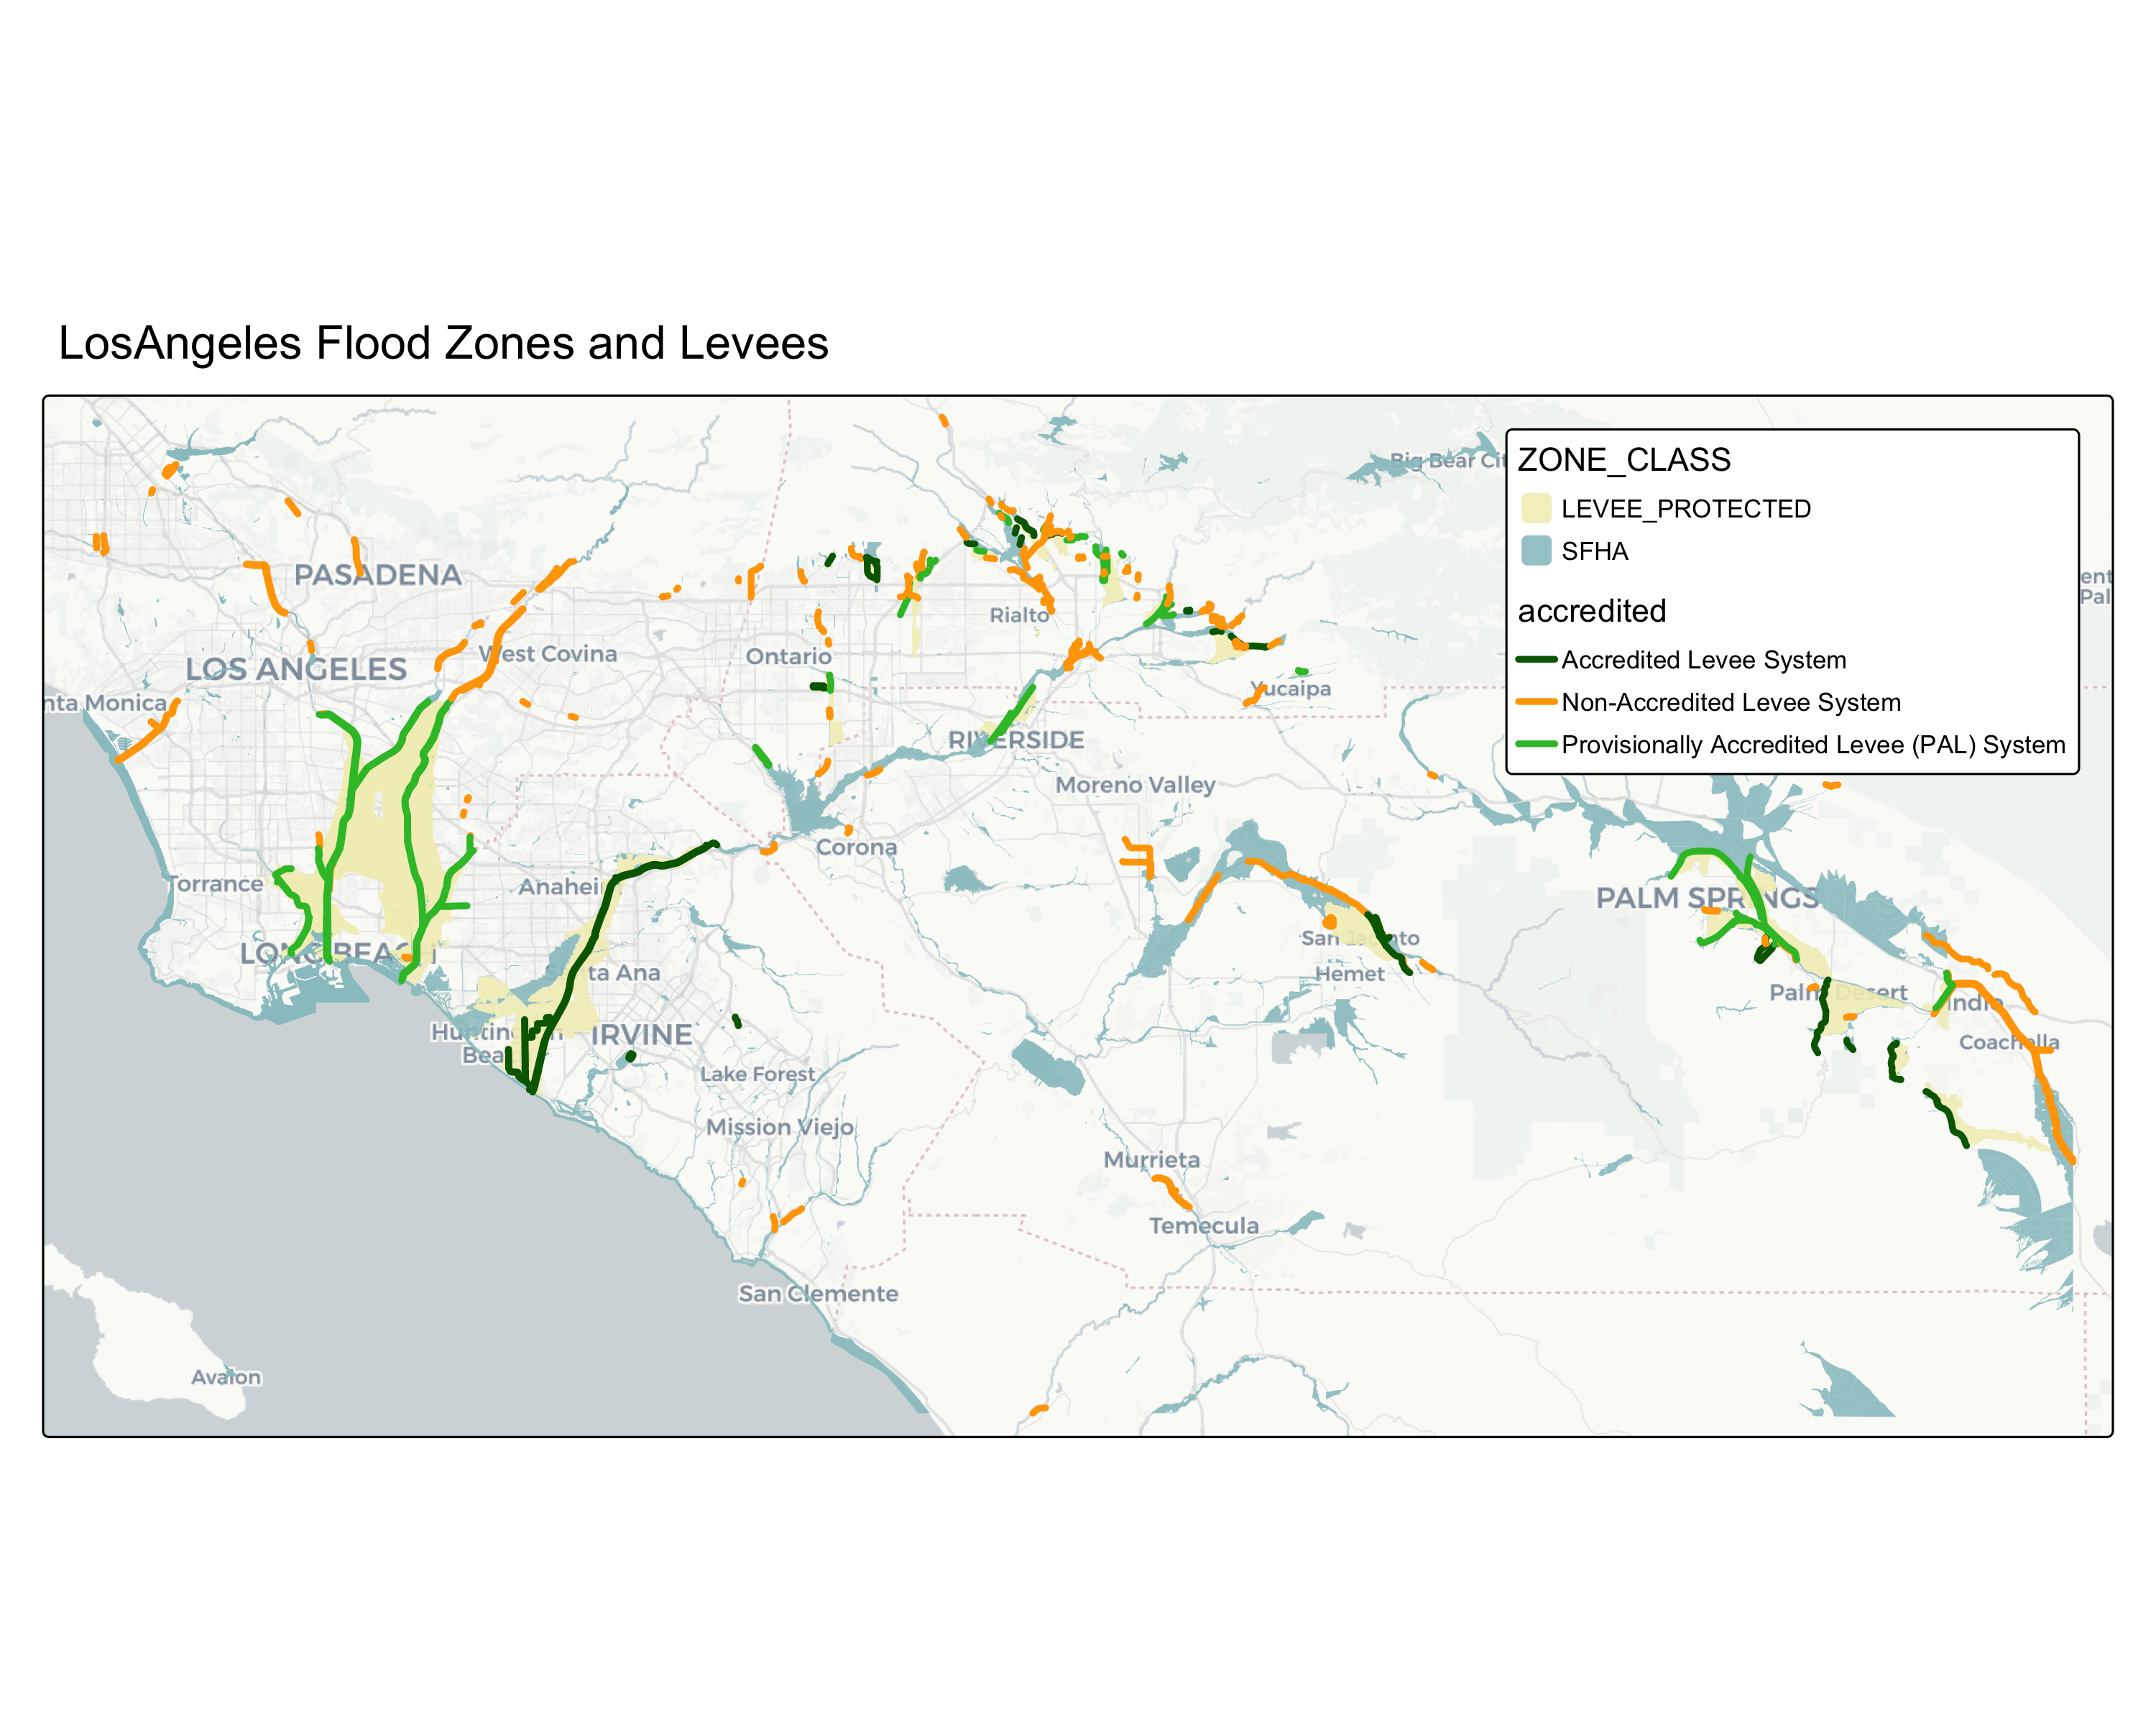 LosAngeles Flood Zones and Levees
ZONE_CLASS
LEVEE_PROTECTED
SFHA
accredited
Accredited Levee System
Non-Accredited Levee System
Provisionally Accredited Levee (PAL) System
Big Bear Cit
ent
Pal
PASADENA
Rialto
LOS ANGELES
West Covina
Ontario
Yucaipa
nta Monica
RIVERSIDE
Moreno Valley
Corona
Torrance
Anahei
PALM SPRINGS
LONG BEAC
San Jacinto
ta Ana
Hemet
Palm Desert
Indio
Huntin
Bea
IRVINE
Coachella
Lake Forest
Mission Viejo
Murrieta
Temecula
San Clemente
Avalon